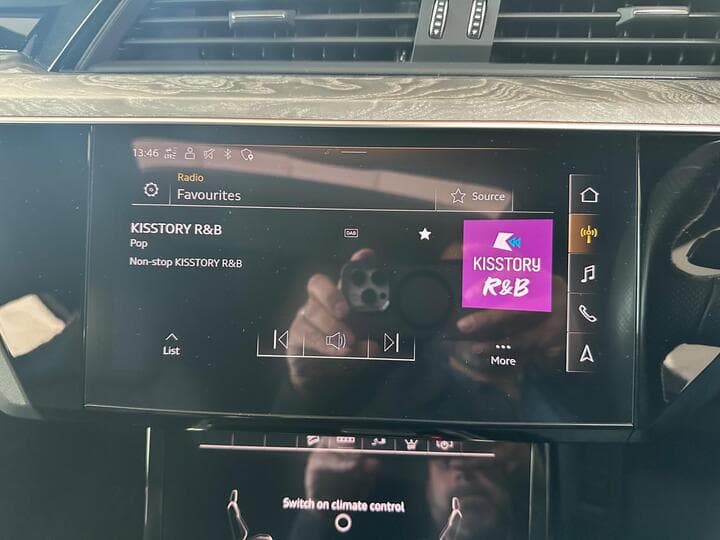 13:46
Radio
Favourites
Source
KISSTORY R&B
DAB
Pop
Non-stop KISSTORY R&B
KISSTORY
R&B
List
More
Switch on climate control